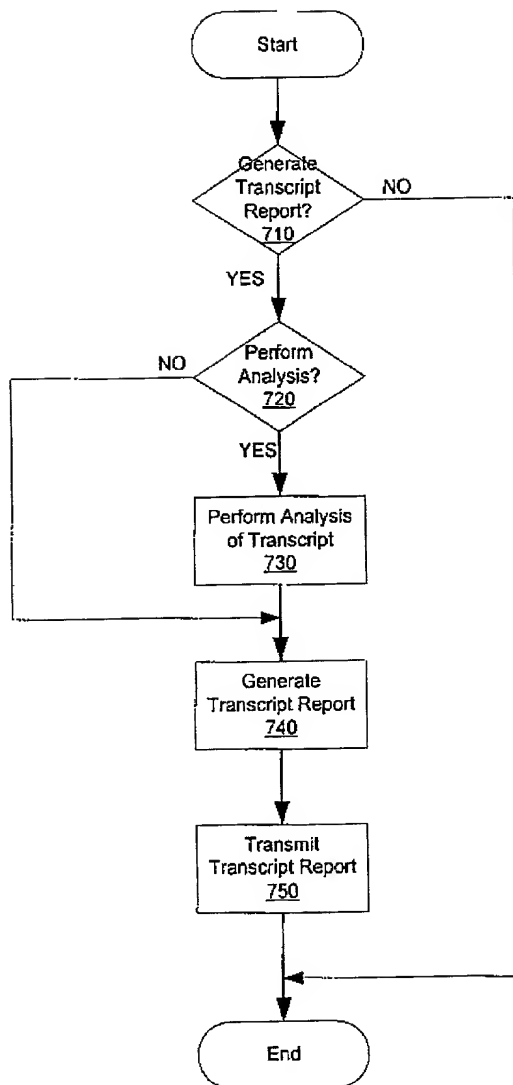 Start
Generate
Transcript
Report?
710
NO
YES
NO
Perform
Analysis?
720
YES
Perform Analysis
of Transcript
730
Generate
Transcript Report
740
Transmit
Transcript Report
750
End